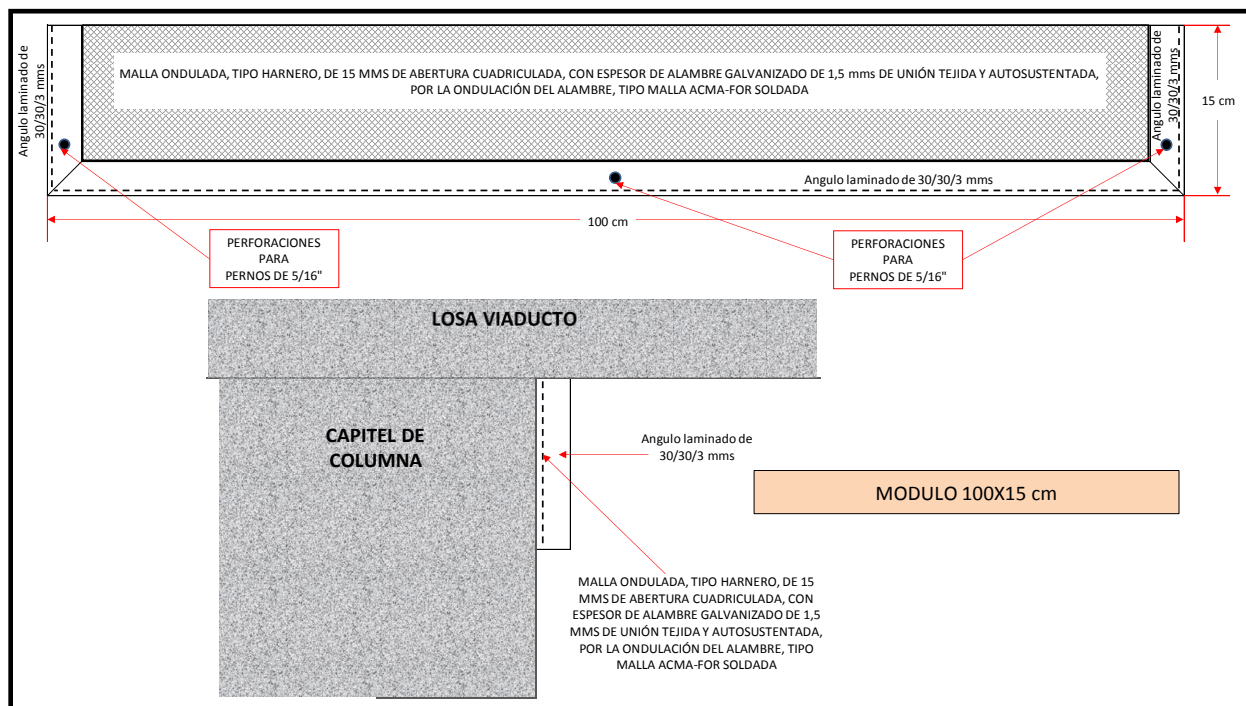 Angulo laminado de
30/30/3 mms
MALLA ONDULADA, TIPO HARNERO, DE 15 MMS DE ABERTURA CUADRICULADA, CON ESPESOR DE ALAMBRE GALVANIZADO DE 1,5 mms DE UNIÓN TEJIDA Y AUTOSUSTENTADA,
POR LA ONDULACIÓN DEL ALAMBRE, TIPO MALLA ACMA-FOR SOLDADA
Angulo laminado de
30/30/3 mms
15 cm
Angulo laminado de 30/30/3 mms
100 cm
PERFORACIONES
PARA
PERNOS DE 5/16"
PERFORACIONES
PARA
PERNOS DE 5/16"
LOSA VIADUCTO
CAPITEL DE
COLUMNA
Angulo laminado de
30/30/3 mms
MODULO 100X15 cm
MALLA ONDULADA, TIPO HARNERO, DE 15
MMS DE ABERTURA CUADRICULADA, CON
ESPESOR DE ALAMBRE GALVANIZADO DE 1,5
MMS DE UNIÓN TEJIDA Y AUTOSUSTENTADA,
POR LA ONDULACIÓN DEL ALAMBRE, TIPO
MALLA ACMA-FOR SOLDADA